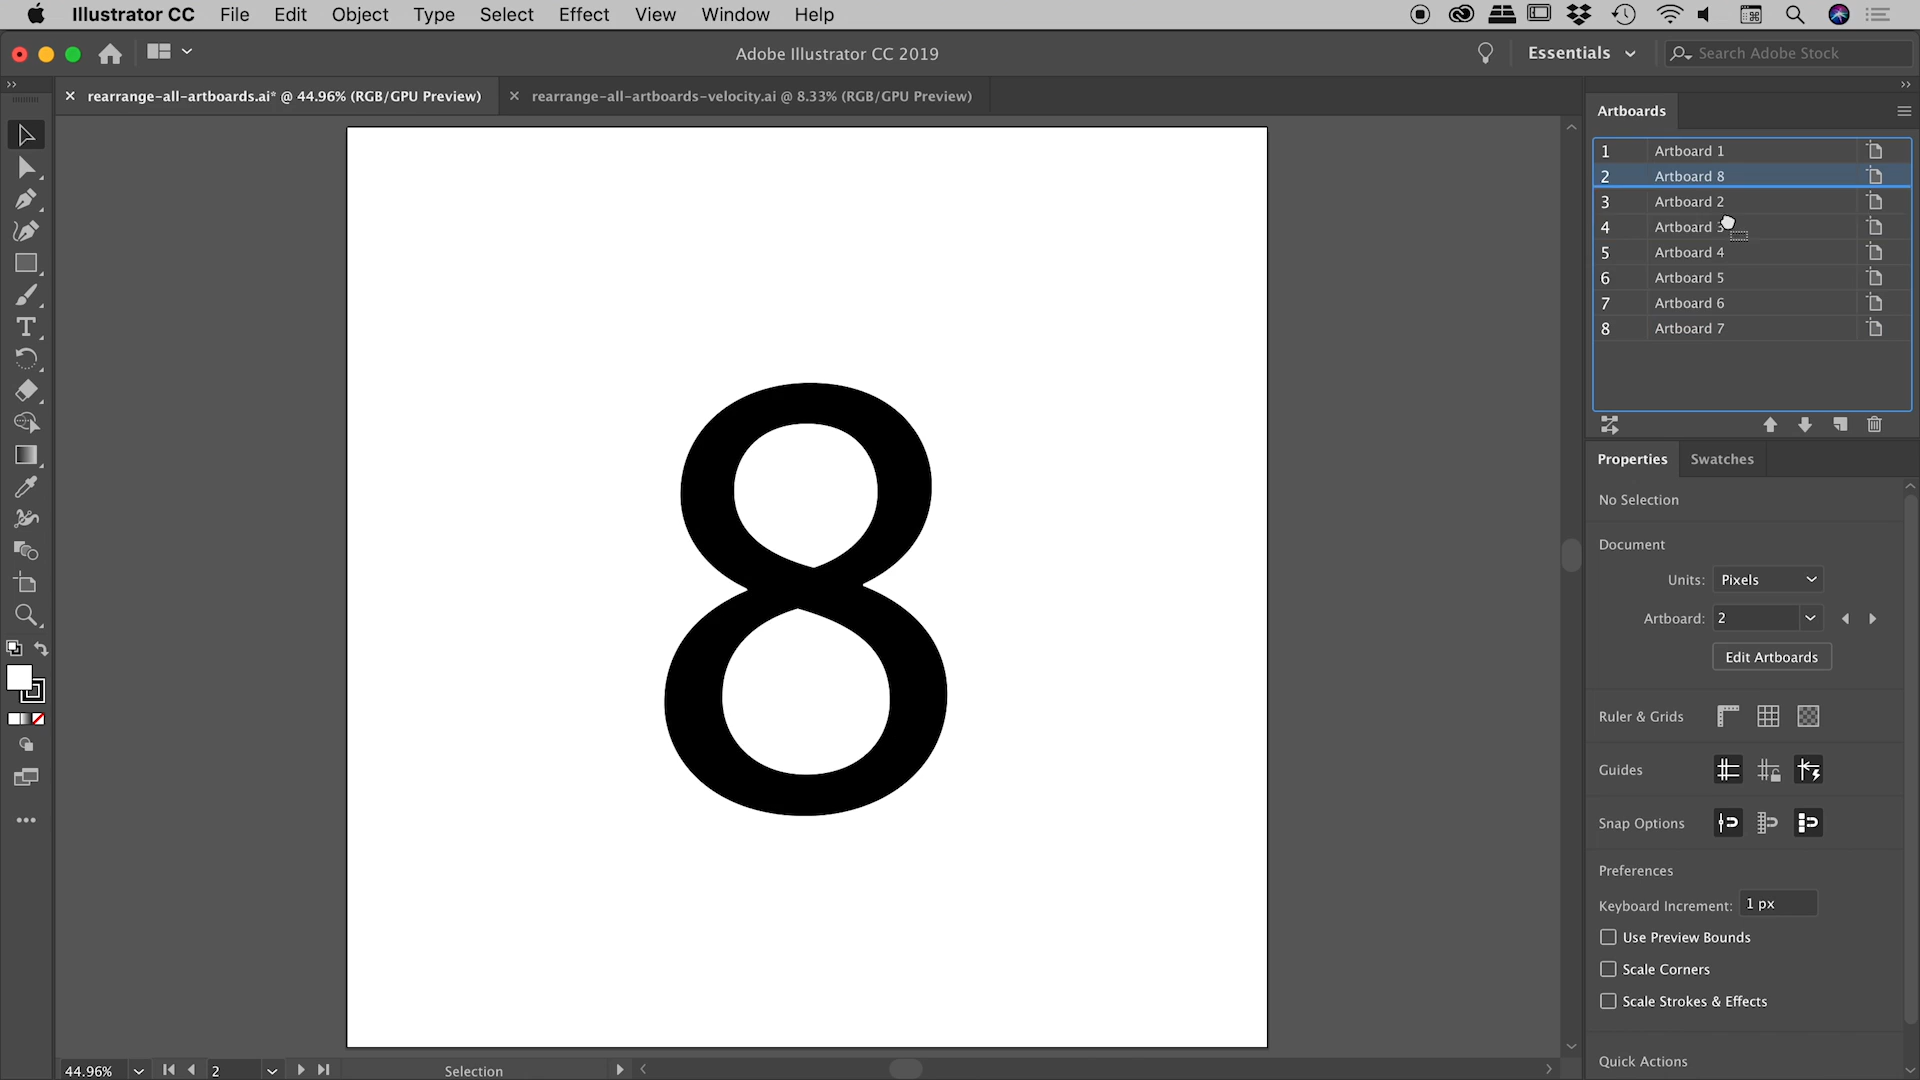 Illustrator CC File Edit Object Type Select Effect View Window Help
Adobe Illustrator CC 2019
Essentials
Search Adobe Stock
rearrange-all-artboards.ai* @ 44.96% (RGB/GPU Preview)
rearrange-all-artboards-velocity.ai @ 8.33% (RGB/GPU Preview)
Artboards
1 Artboard 1
2 Artboard 8
3 Artboard 2
4 Artboard 3
5 Artboard 4
6 Artboard 5
7 Artboard 6
8 Artboard 7
8
Properties Swatches
No Selection
Document
Units: Pixels
Artboard: 2
Edit Artboards
Ruler & Grids
Guides
Snap Options
Preferences
Keyboard Increment: 1 px
Use Preview Bounds
Scale Corners
Scale Strokes & Effects
Quick Actions
44.96% 2 Selection